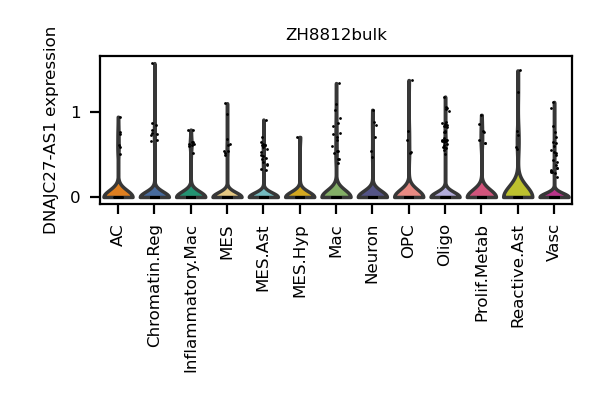 ZH8812bulk
DNAJC27-AS1 expression
1
0
AC
Chromatin.Reg
Inflammatory.Mac
MES
MES.Ast
MES.Hyp
Mac
Neuron
OPC
Oligo
Prolif.Metab
Reactive.Ast
Vasc